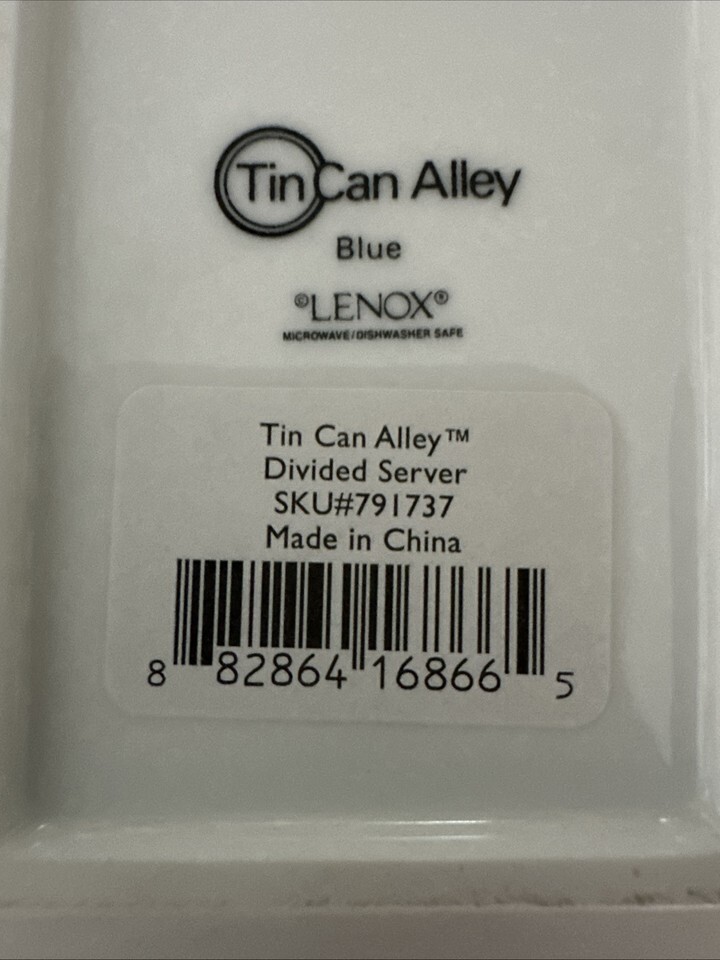 Tin Can Alley
Blue
©LENOX®
MICROWAVE/DISHWASHER SAFE
Tin Can Alley™
Divided Server
SKU#791737
Made in China
8 82864 16866 5